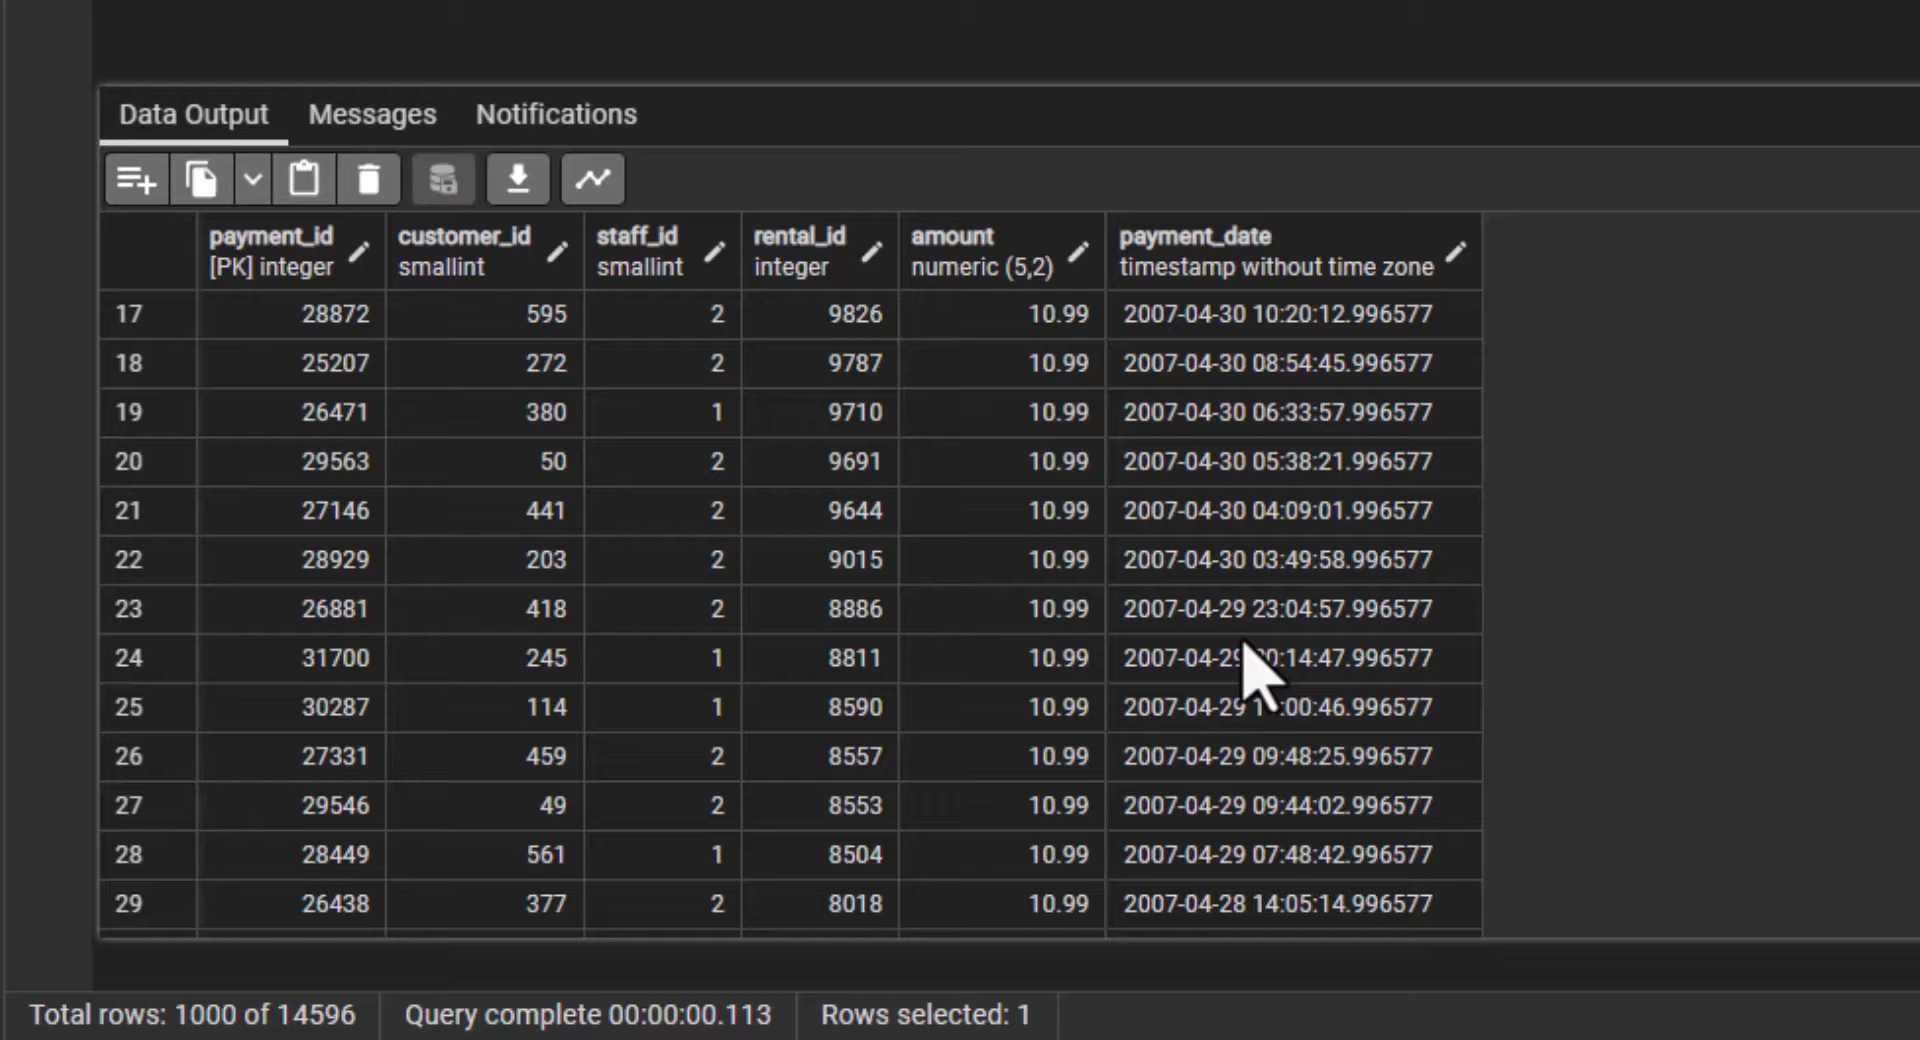 Data Output Messages Notifications
payment_id customer_id staff_id rental_id amount payment_date
[PK] integer smallint smallint integer numeric (5,2) timestamp without time zone
17 28872 595 2 9826 10.99 2007-04-30 10:20:12.996577
18 25207 272 2 9787 10.99 2007-04-30 08:54:45.996577
19 26471 380 1 9710 10.99 2007-04-30 06:33:57.996577
20 29563 50 2 9691 10.99 2007-04-30 05:38:21.996577
21 27146 441 2 9644 10.99 2007-04-30 04:09:01.996577
22 28929 203 2 9015 10.99 2007-04-30 03:49:58.996577
23 26881 418 2 8886 10.99 2007-04-29 23:04:57.996577
24 31700 245 1 8811 10.99
25 30287 114 1 8590 10.99
26 27331 459 2 8557 10.99 2007-04-29 09:48:25.996577
27 29546 49 2 8553 10.99 2007-04-29 09:44:02.996577
28 28449 561 1 8504 10.99 2007-04-29 07:48:42.996577
29 26438 377 2 8018 10.99 2007-04-28 14:05:14.996577
Total rows: 1000 of 14596 Query complete 00:00:00.113 Rows selected: 1